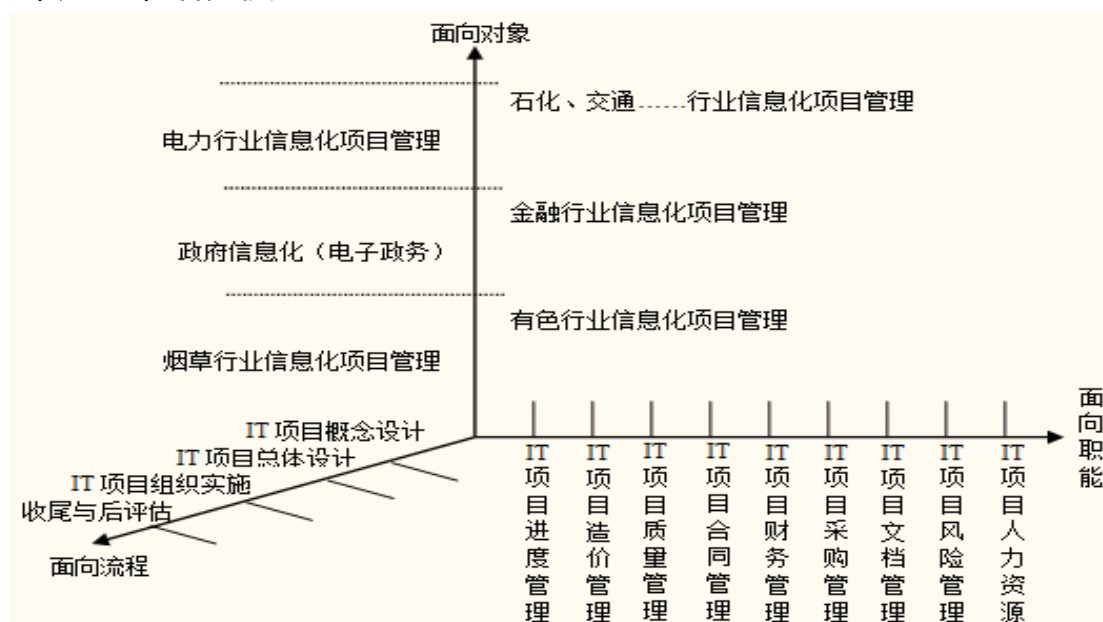 面向对象
石化、交通……行业信息化项目管理
电力行业信息化项目管理
金融行业信息化项目管理
政府信息化（电子政务）
有色行业信息化项目管理
烟草行业信息化项目管理
IT 项目概念设计
IT 项目总体设计
IT 项目组织实施
收尾与后评估
面向流程
面向职能
IT项目进度管理
IT项目造价管理
IT项目质量管理
IT项目合同管理
IT项目财务管理
IT项目采购管理
IT项目文档管理
IT项目风险管理
IT项目人力资源